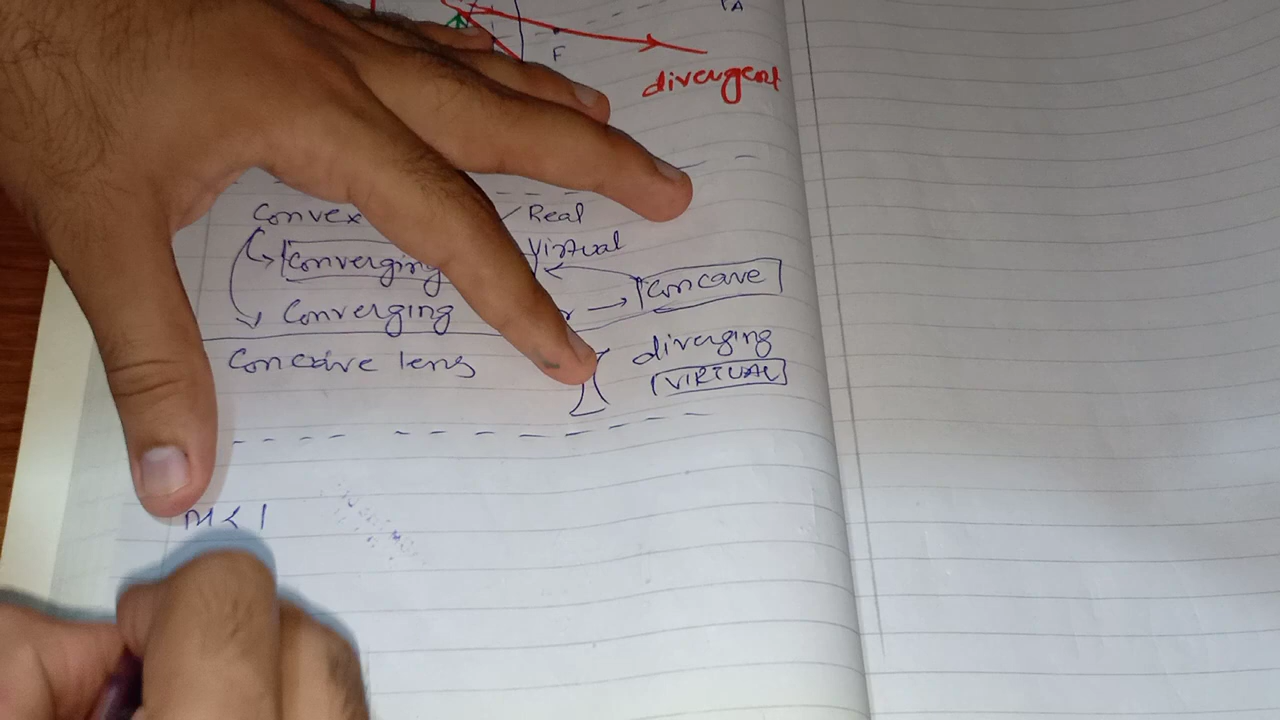 A
F
divergent
Convex
Real
Virtual
Converging
Concave
Converging
diverging
Concave lens
VIRTUAL
M < 1